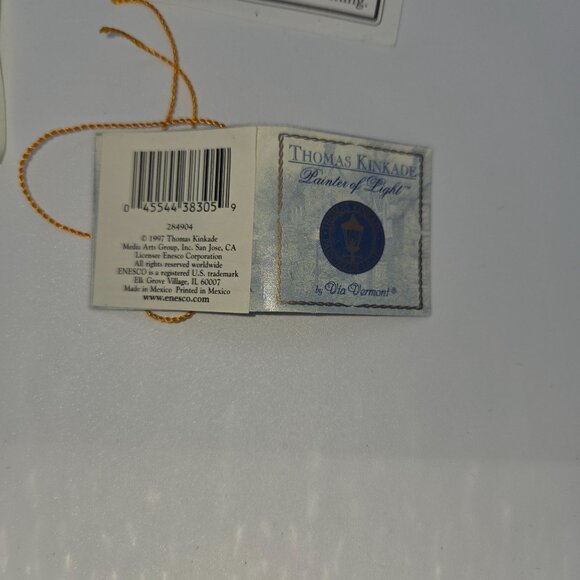 ning.
0 45544 38305 9
284904
© 1997 Thomas Kinkade
Media Arts Group, Inc. San Jose, CA
Licensee Enesco Corporation
All rights reserved worldwide
ENESCO is a registered U.S. trademark
Elk Grove Village, IL 60007
Made in Mexico Printed in Mexico
www.enesco.com
THOMAS KINKADE
Painter of Light™
by Via Vermont®